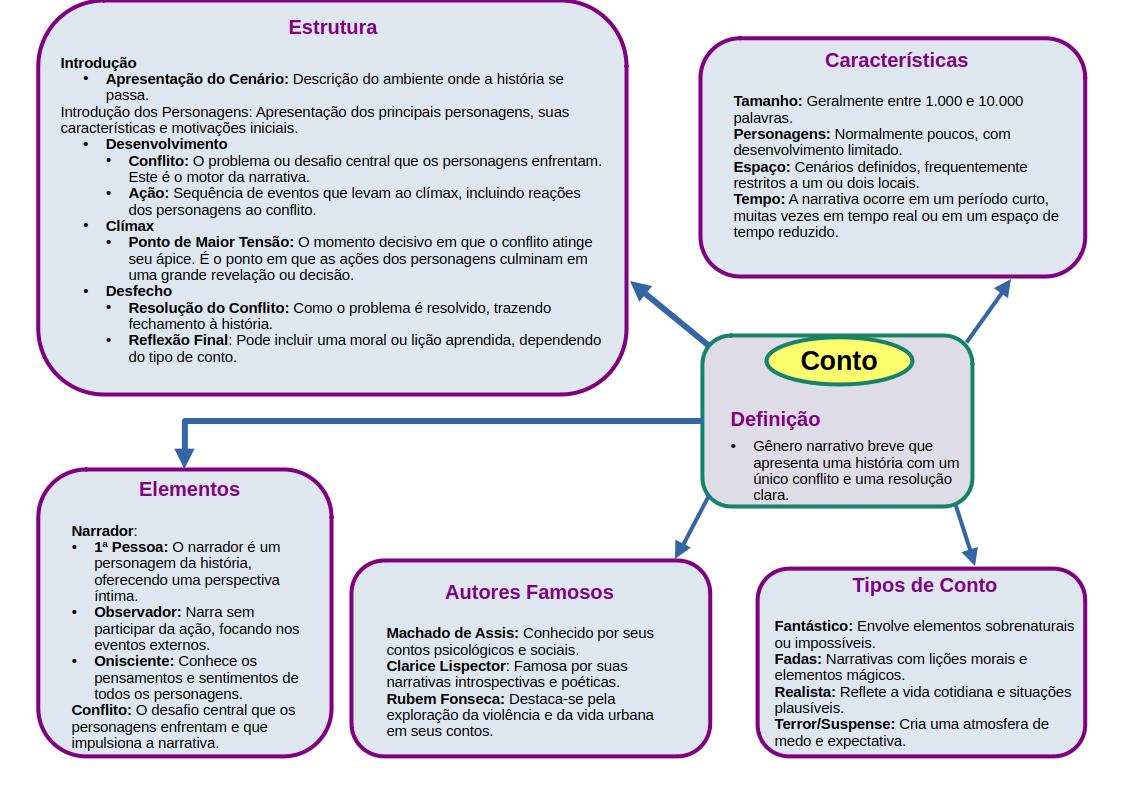 Estrutura
Introdução
• Apresentação do Cenário: Descrição do ambiente onde a história se
passa.
Introdução dos Personagens: Apresentação dos principais personagens, suas
características e motivações iniciais.
• Desenvolvimento
• Conflito: O problema ou desafio central que os personagens enfrentam.
Este é o motor da narrativa.
• Ação: Sequência de eventos que levam ao clímax, incluindo reações
dos personagens ao conflito.
• Clímax
• Ponto de Maior Tensão: O momento decisivo em que o conflito atinge
seu ápice. É o ponto em que as ações dos personagens culminam em
uma grande revelação ou decisão.
• Desfecho
• Resolução do Conflito: Como o problema é resolvido, trazendo
fechamento à história.
• Reflexão Final: Pode incluir uma moral ou lição aprendida, dependendo
do tipo de conto.
Características
Tamanho: Geralmente entre 1.000 e 10.000
palavras.
Personagens: Normalmente poucos, com
desenvolvimento limitado.
Espaço: Cenários definidos, frequentemente
restritos a um ou dois locais.
Tempo: A narrativa ocorre em um período curto,
muitas vezes em tempo real ou em um espaço de
tempo reduzido.
Conto
Definição
• Gênero narrativo breve que
apresenta uma história com um
único conflito e uma resolução
clara.
Elementos
Narrador:
• 1ª Pessoa: O narrador é um
personagem da história,
oferecendo uma perspectiva
íntima.
• Observador: Narra sem
participar da ação, focando nos
eventos externos.
• Onisciente: Conhece os
pensamentos e sentimentos de
todos os personagens.
Conflito: O desafio central que os
personagens enfrentam e que
impulsiona a narrativa.
Autores Famosos
Machado de Assis: Conhecido por seus
contos psicológicos e sociais.
Clarice Lispector: Famosa por suas
narrativas introspectivas e poéticas.
Rubem Fonseca: Destaca-se pela
exploração da violência e da vida urbana
em seus contos.
Tipos de Conto
Fantástico: Envolve elementos sobrenaturais
ou impossíveis.
Fadas: Narrativas com lições morais e
elementos mágicos.
Realista: Reflete a vida cotidiana e situações
plausíveis.
Terror/Suspense: Cria uma atmosfera de
medo e expectativa.